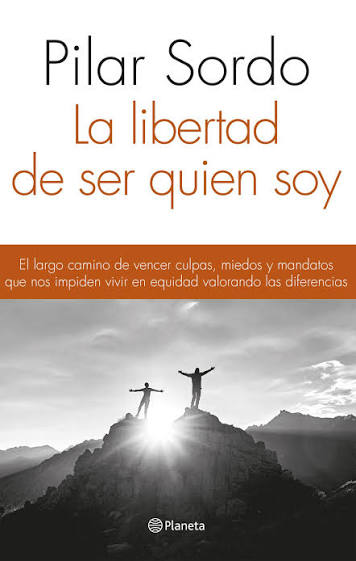 Pilar Sordo
La libertad
de ser quien soy
El largo camino de vencer culpas, miedos y mandatos
que nos impiden vivir en equidad valorando las diferencias
Planeta